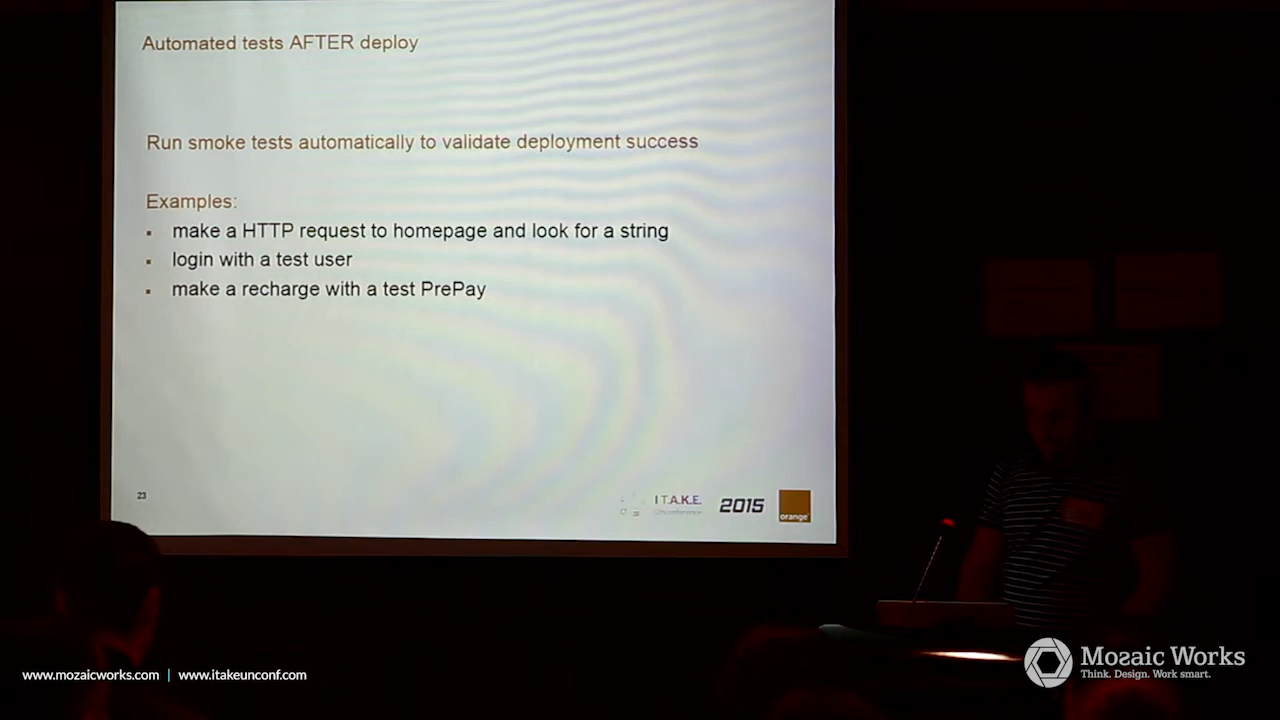 Automated tests AFTER deploy
Run smoke tests automatically to validate deployment success
Examples:
make a HTTP request to homepage and look for a string
login with a test user
make a recharge with a test PrePay
23
I.T.A.K.E.
Unconference
2015
orange
www.mozaicworks.com | www.itakeunconf.com
Mozaic Works
Think. Design. Work smart.